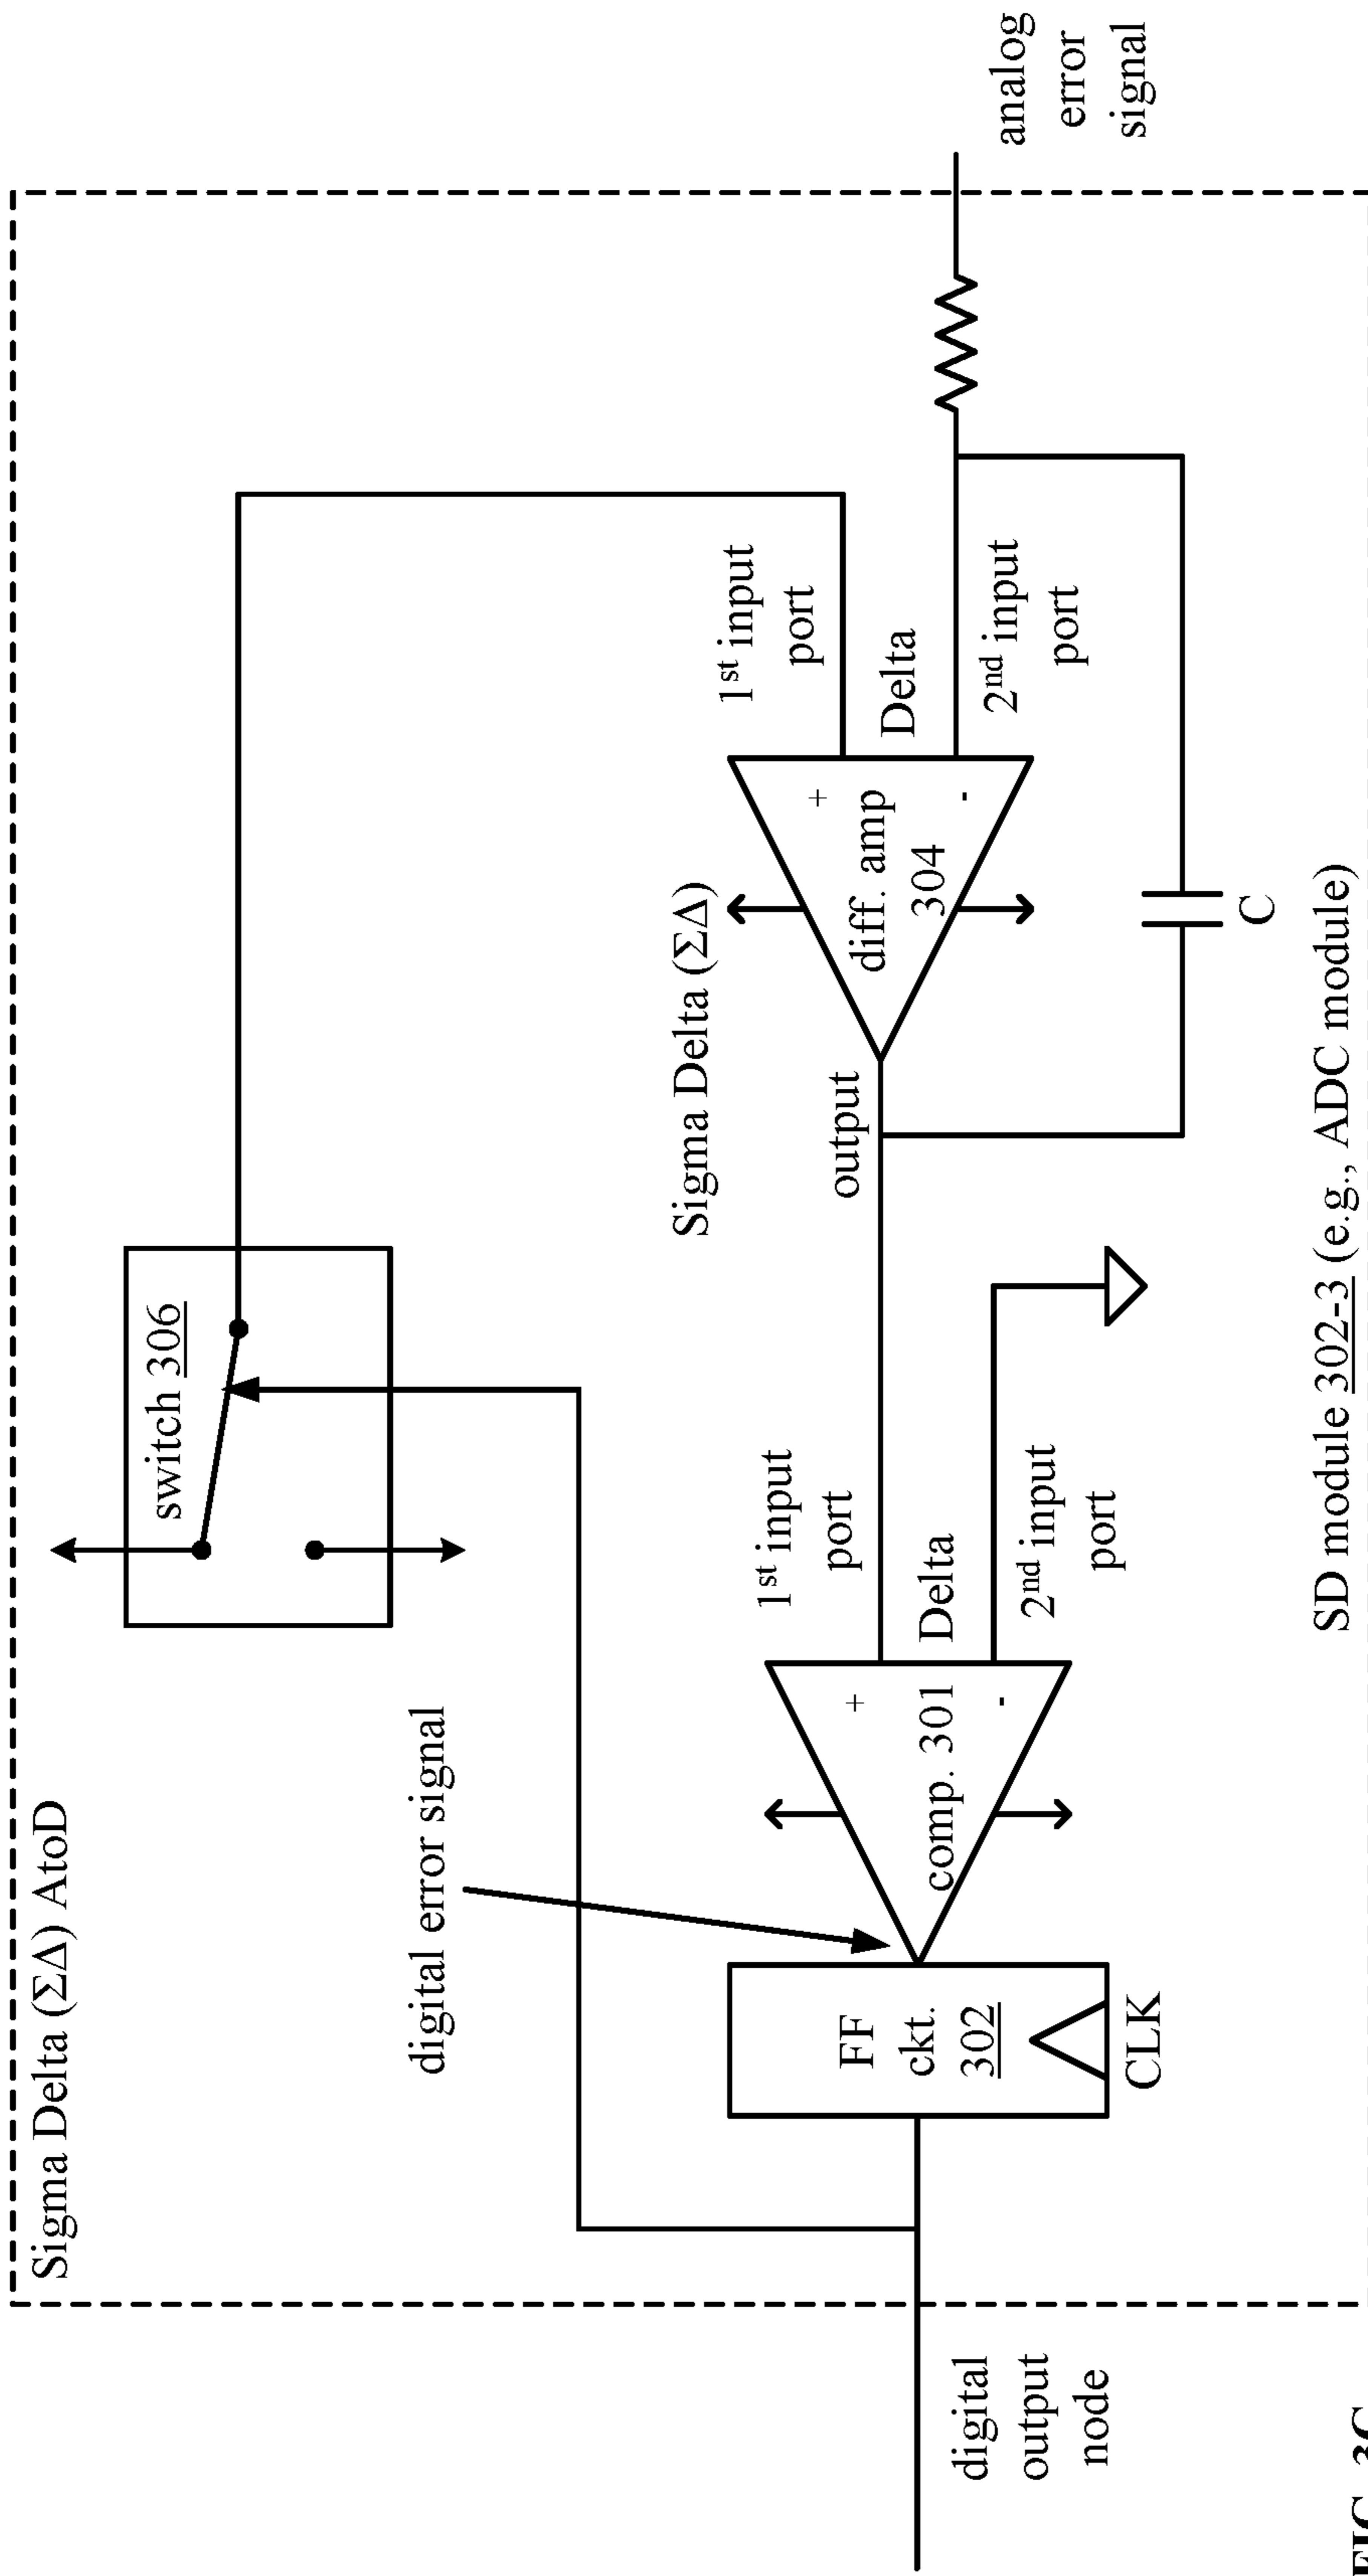 Sigma Delta (ΣΔ) AtoD
switch 306
digital error signal
Sigma Delta (ΣΔ)
1st input
port
Delta
2nd input
port
+
diff. amp
304
-
output
C
analog
error
signal
1st input
port
Delta
2nd input
port
+
comp. 301
-
FF
ckt.
302
CLK
digital
output
node
SD module 302-3 (e.g., ADC module)
FIG. 3C